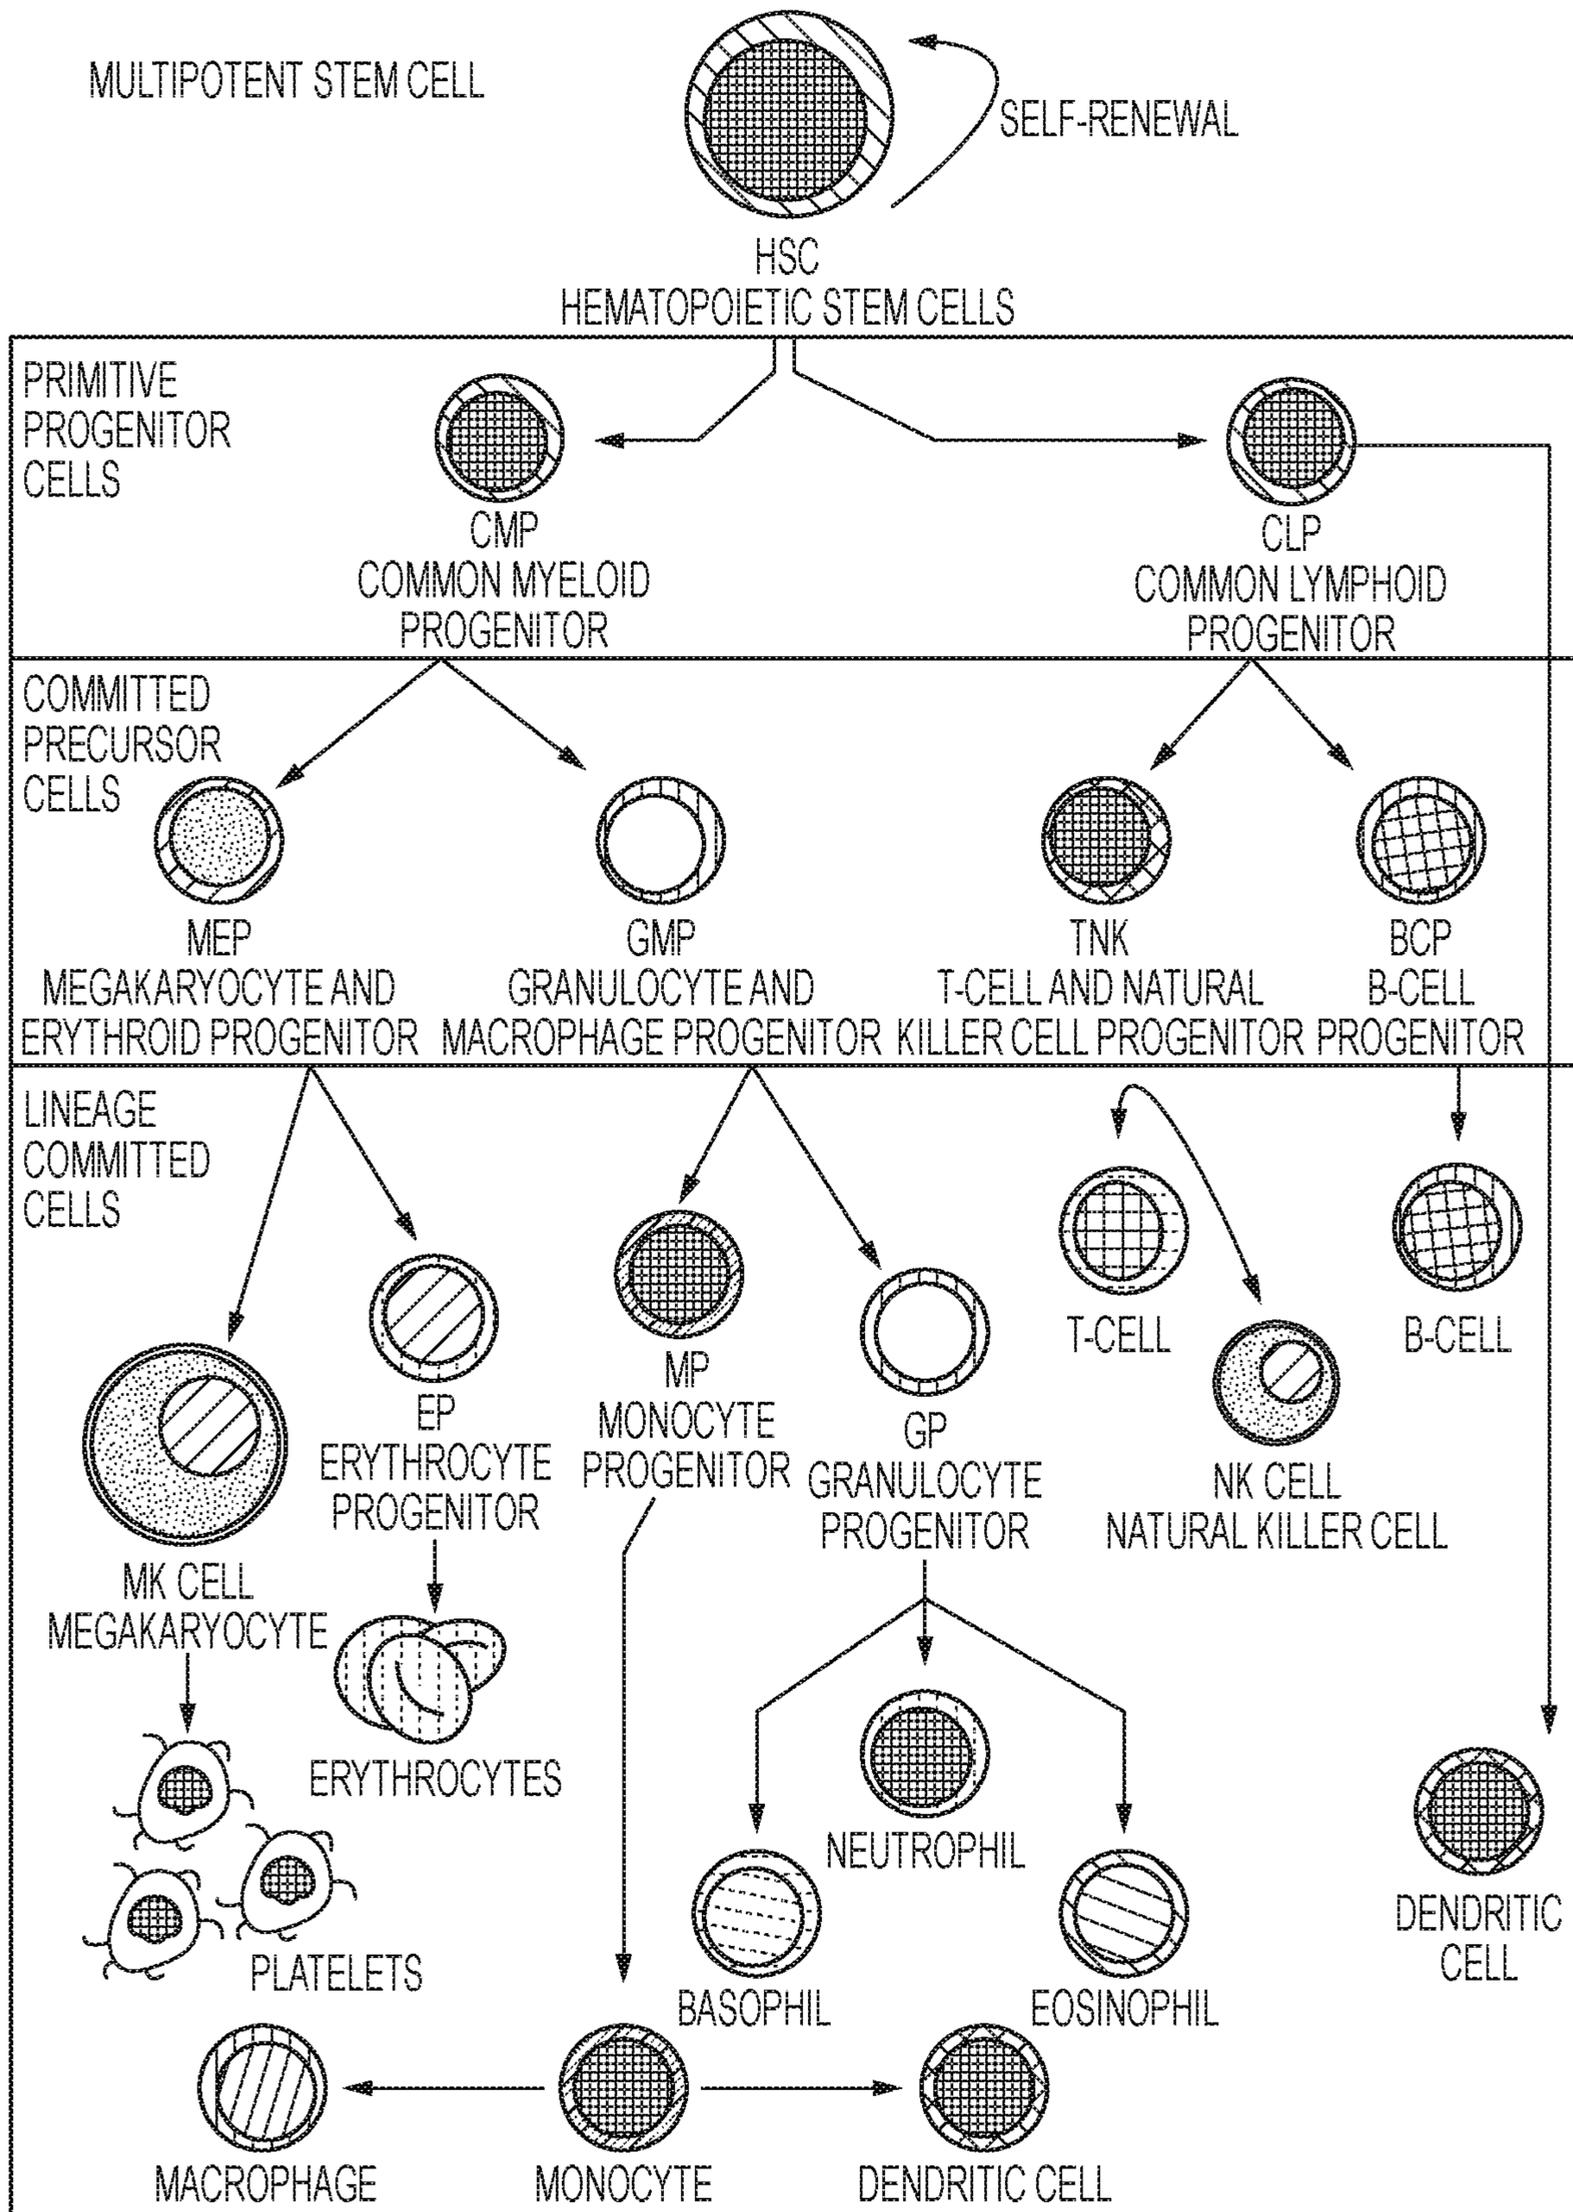 MULTIPOTENT STEM CELL
SELF-RENEWAL
HSC
HEMATOPOIETIC STEM CELLS
PRIMITIVE
PROGENITOR
CELLS
CMP
COMMON MYELOID
PROGENITOR
CLP
COMMON LYMPHOID
PROGENITOR
COMMITTED
PRECURSOR
CELLS
MEP
MEGAKARYOCYTE AND
ERYTHROID PROGENITOR
GMP
GRANULOCYTE AND
MACROPHAGE PROGENITOR
TNK
T-CELL AND NATURAL
KILLER CELL PROGENITOR
BCP
B-CELL
PROGENITOR
LINEAGE
COMMITTED
CELLS
MK CELL
MEGAKARYOCYTE
EP
ERYTHROCYTE
PROGENITOR
MP
MONOCYTE
PROGENITOR
GP
GRANULOCYTE
PROGENITOR
T-CELL
NK CELL
NATURAL KILLER CELL
B-CELL
ERYTHROCYTES
PLATELETS
NEUTROPHIL
BASOPHIL
EOSINOPHIL
DENDRITIC
CELL
MACROPHAGE
MONOCYTE
DENDRITIC CELL